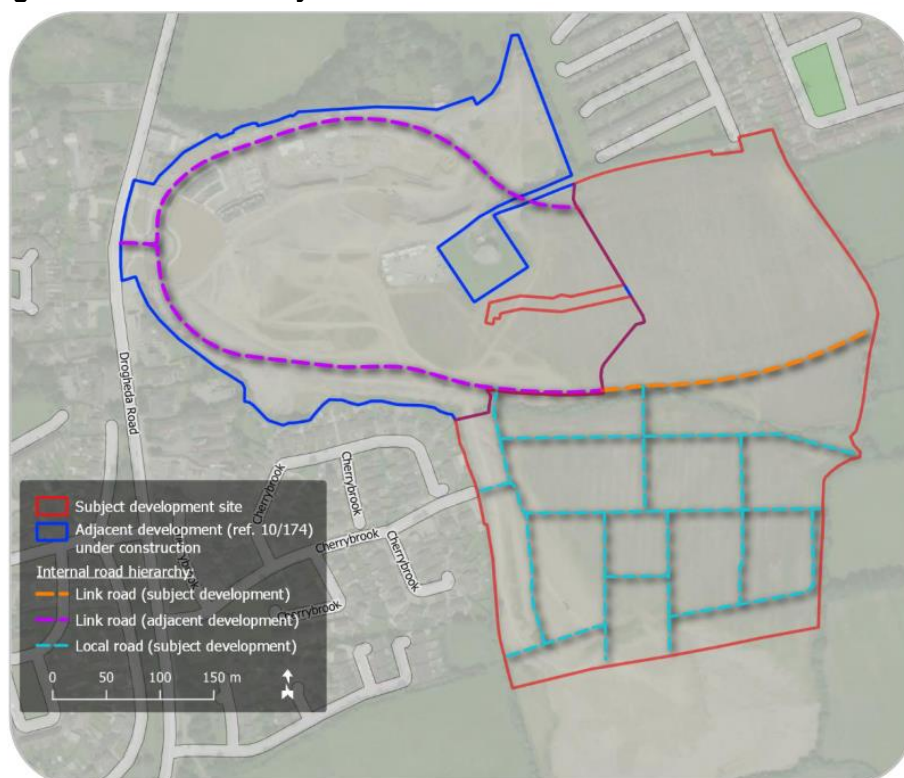 Drogheda Road
Cherrybrook
Cherrybrook
Cherrybrook
Cherrybrook
Cherrybrook
Cherrybrook
Subject development site
Adjacent development (ref. 10/174)
under construction
Internal road hierarchy:
Link road (subject development)
Link road (adjacent development)
Local road (subject development)
0 50 100 150 m